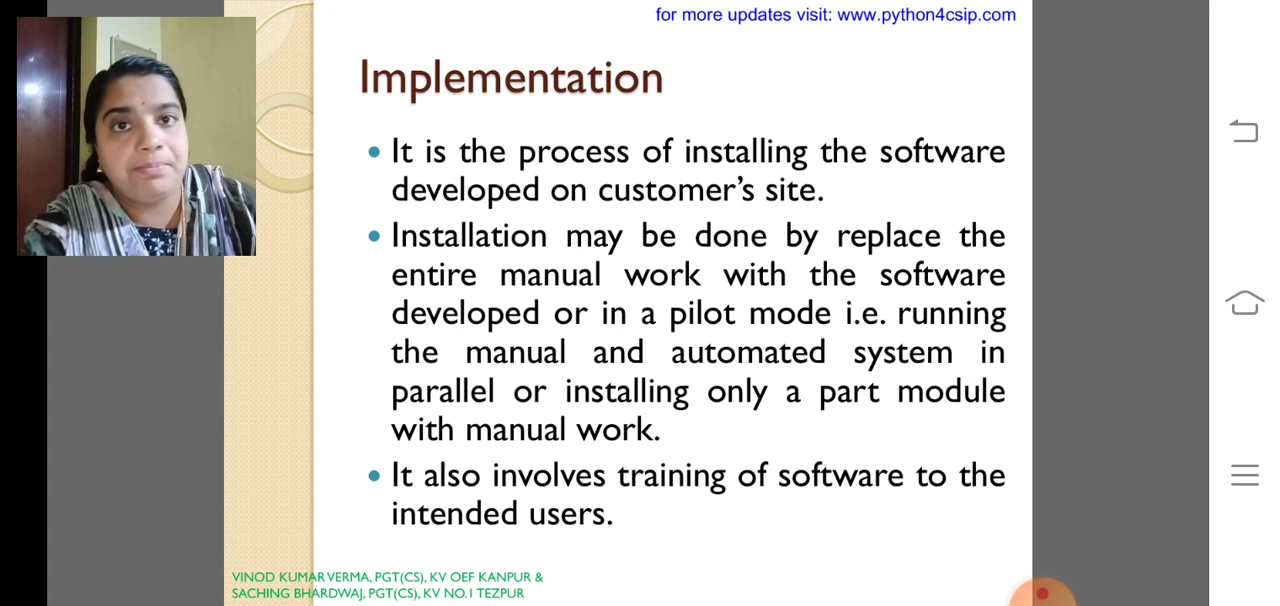 for more updates visit: www.python4csip.com
Implementation
• It is the process of installing the software
developed on customer's site.
• Installation may be done by replace the
entire manual work with the software
developed or in a pilot mode i.e. running
the manual and automated system in
parallel or installing only a part module
with manual work.
• It also involves training of software to the
intended users.
VINOD KUMAR VERMA, PGT(CS), KV OEF KANPUR &
SACHING BHARDWAJ, PGT(CS), KV NO.1 TEZPUR